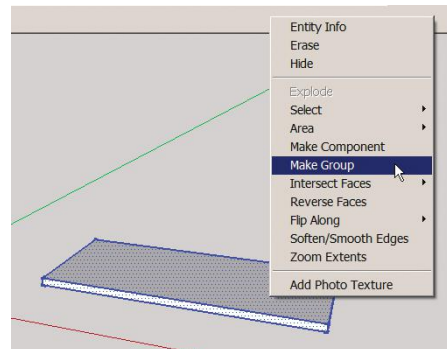 Entity Info
Erase
Hide
Explode
Select
Area
Make Component
Make Group
Intersect Faces
Reverse Faces
Flip Along
Soften/Smooth Edges
Zoom Extents
Add Photo Texture